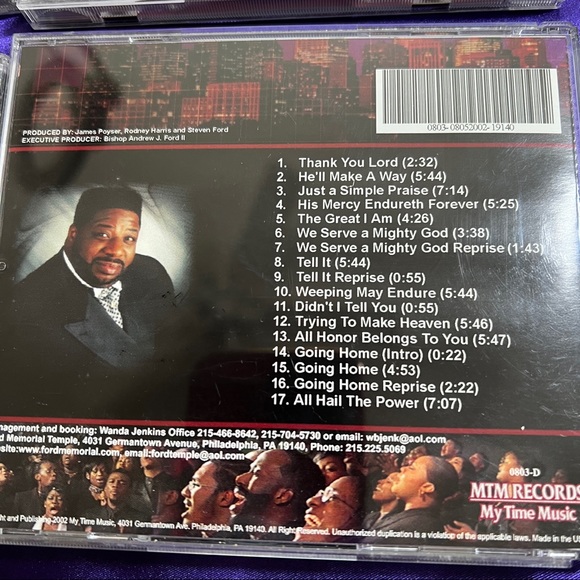 0803-08052002-19140
PRODUCED BY: James Poyser, Rodney Harris and Steven Ford
EXECUTIVE PRODUCER: Bishop Andrew J. Ford II
1. Thank You Lord (2:32)
2. He'll Make A Way (5:44)
3. Just a Simple Praise (7:14)
4. His Mercy Endureth Forever (5:25)
5. The Great I Am (4:26)
6. We Serve a Mighty God (3:38)
7. We Serve a Mighty God Reprise (1:43)
8. Tell It (5:44)
9. Tell It Reprise (0:55)
10. Weeping May Endure (5:44)
11. Didn't I Tell You (0:55)
12. Trying To Make Heaven (5:46)
13. All Honor Belongs To You (5:47)
14. Going Home (Intro) (0:22)
15. Going Home (4:53)
16. Going Home Reprise (2:22)
17. All Hail The Power (7:07)
agement and booking: Wanda Jenkins Office 215-466-8642, 215-704-5730 or email: wbjenk@aol.com
d Memorial Temple, 4031 Germantown Avenue, Philadelphia, PA 19140, Phone: 215.225.5069
site:www.fordmemorial.com, email:fordtemple@aol.com
0803-D
MTM RECORDS
My Time Music
ght and Publishing 2002 My Time Music, 4031 Germantown Ave. Philadelphia, PA 19140. All Right Reserved. Unauthorized duplication is a violation of the applicable laws. Made in the US